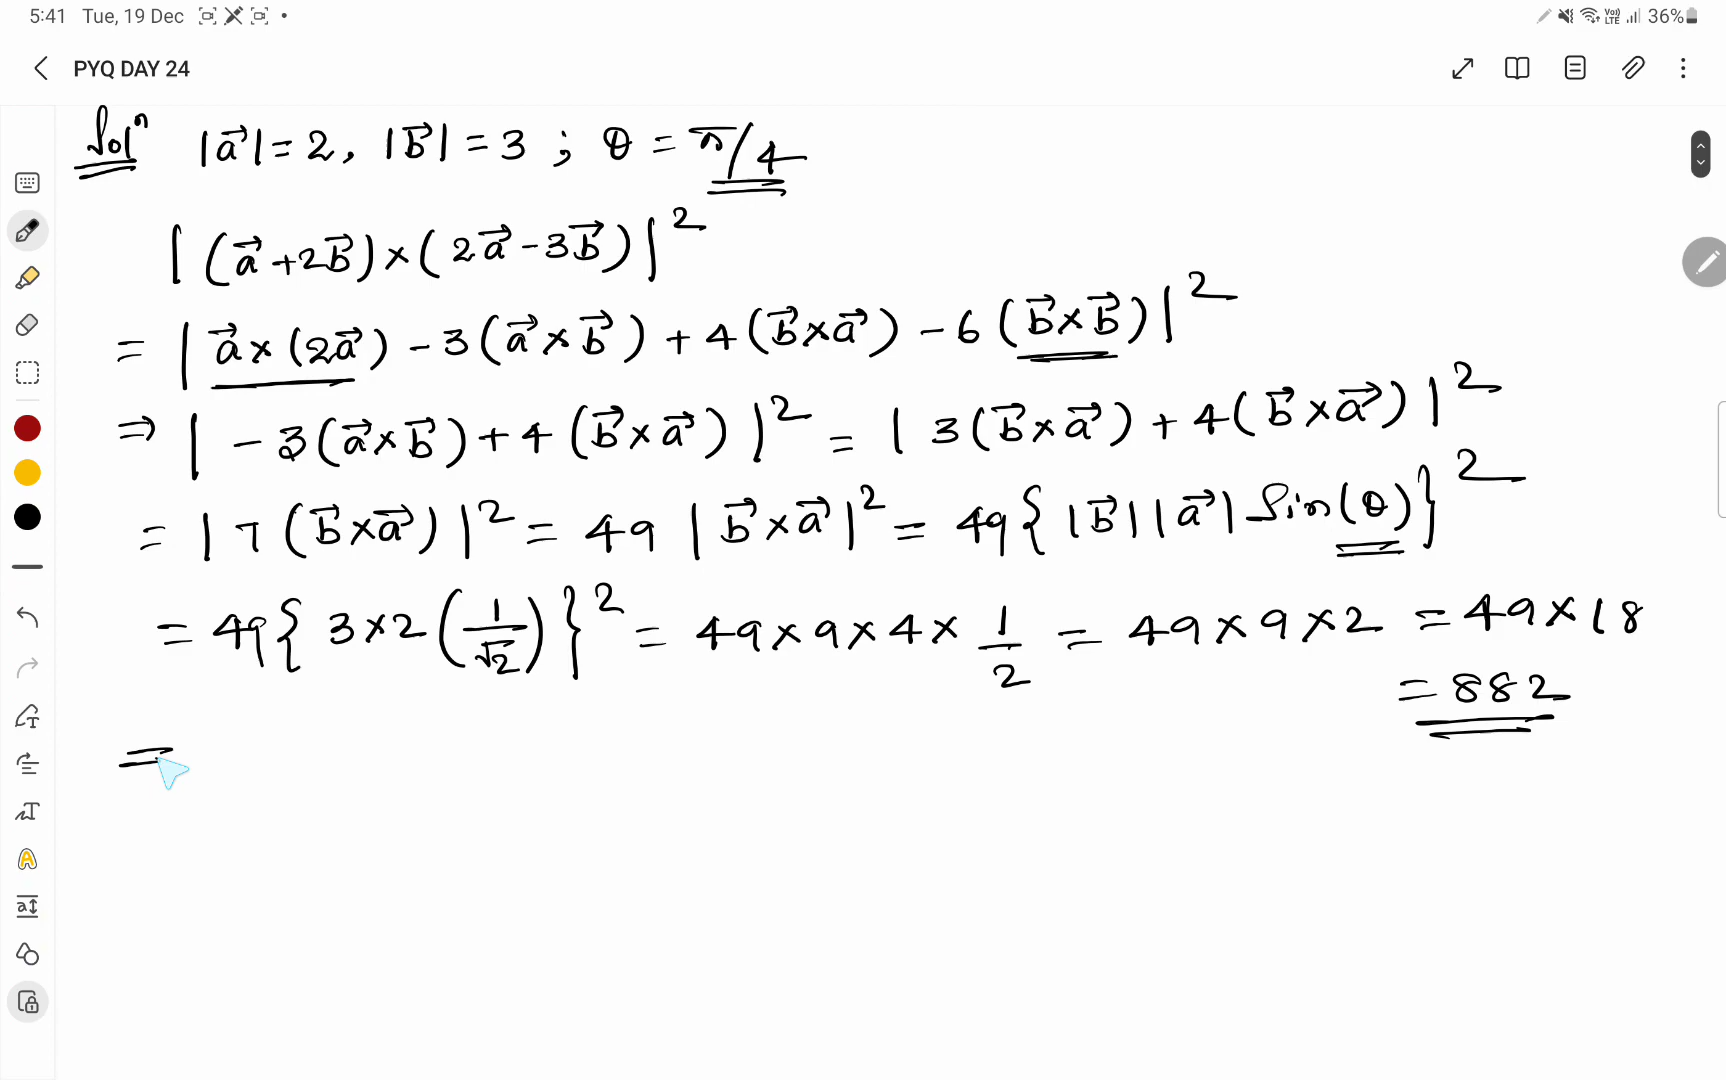 5:41 Tue, 19 Dec 36%
PYQ DAY 24
Solⁿ |a⃗| = 2, |b⃗| = 3 ; θ = π/4
|(a⃗ + 2b⃗) × (2a⃗ - 3b⃗)|²
= |a⃗ × (2a⃗) - 3(a⃗ × b⃗) + 4(b⃗ × a⃗) - 6(b⃗ × b⃗)|²
⇒ |-3(a⃗ × b⃗) + 4(b⃗ × a⃗)|² = |3(b⃗ × a⃗) + 4(b⃗ × a⃗)|²
= |7(b⃗ × a⃗)|² = 49 |b⃗ × a⃗|² = 49{|b⃗||a⃗| Sin(θ)}²
= 49{3 × 2(1/√2)}² = 49 × 9 × 4 × 1/2 = 49 × 9 × 2 = 49 × 18
= 882
=